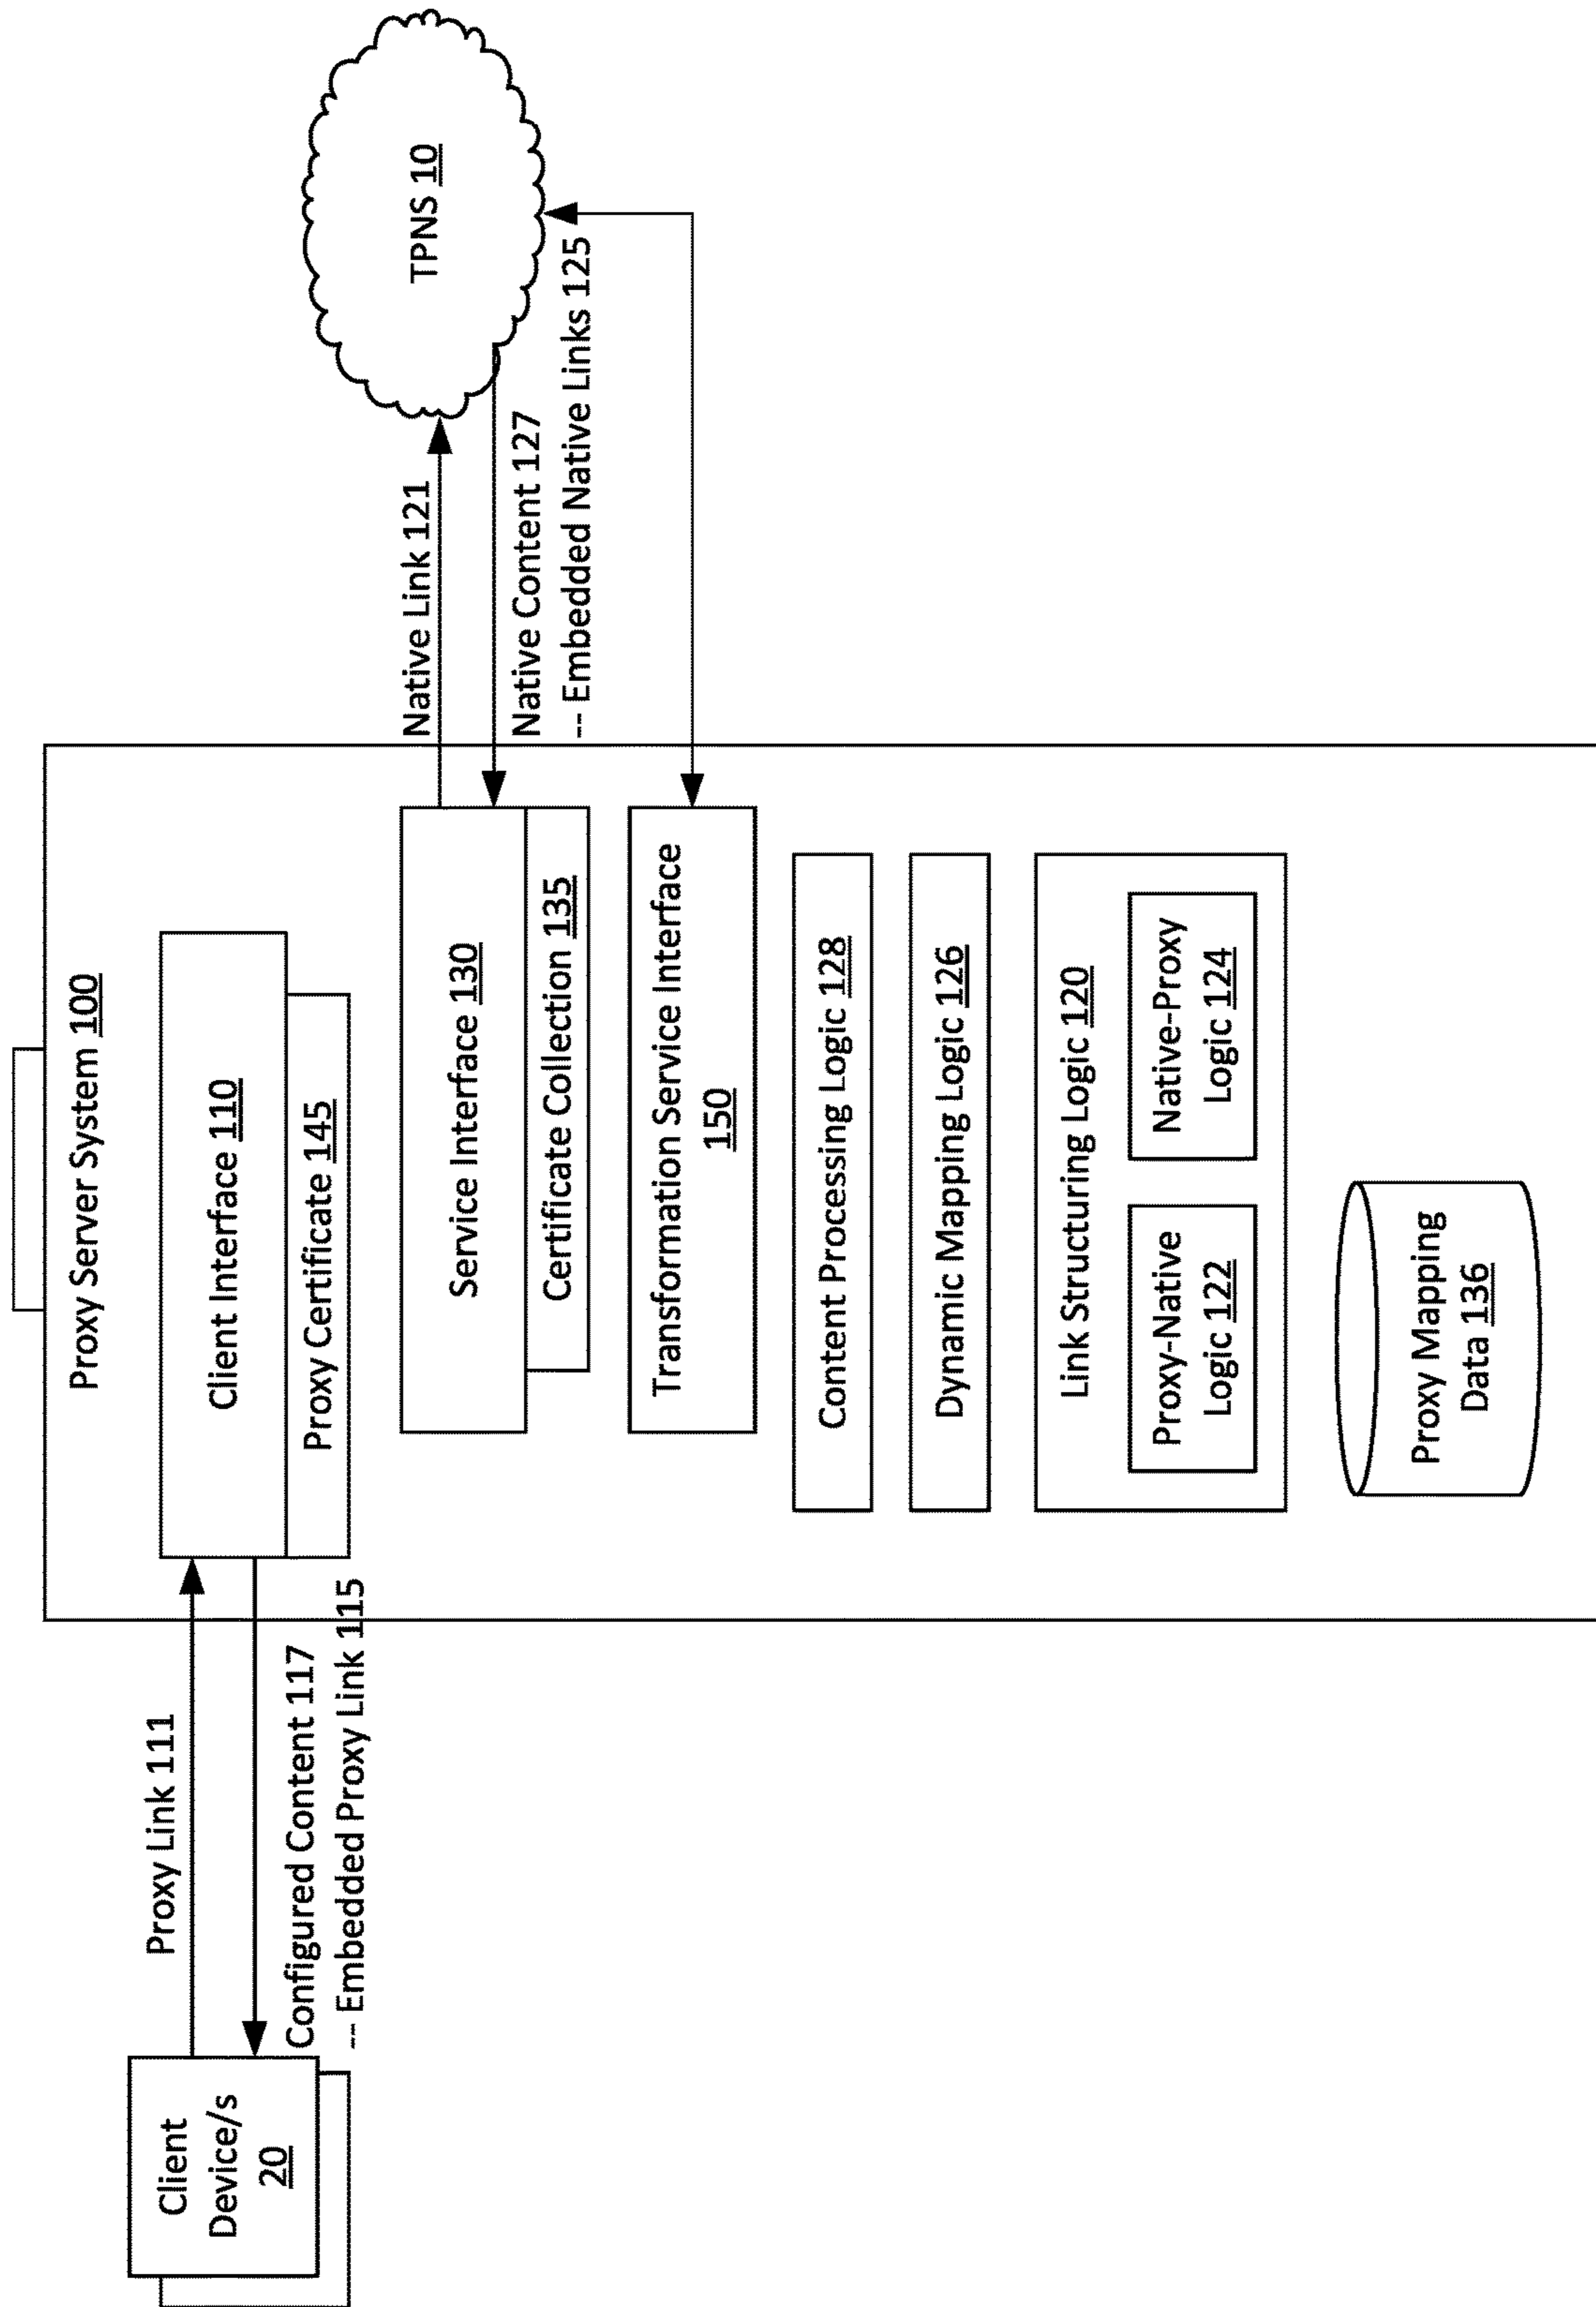 Client
Device/s
20
Proxy Link 111
Configured Content 117
-- Embedded Proxy Link 115
Proxy Server System 100
Client Interface 110
Proxy Certificate 145
Service Interface 130
Certificate Collection 135
Transformation Service Interface
150
Content Processing Logic 128
Dynamic Mapping Logic 126
Link Structuring Logic 120
Proxy-Native
Logic 122
Native-Proxy
Logic 124
Proxy Mapping
Data 136
Native Link 121
Native Content 127
-- Embedded Native Links 125
TPNS 10